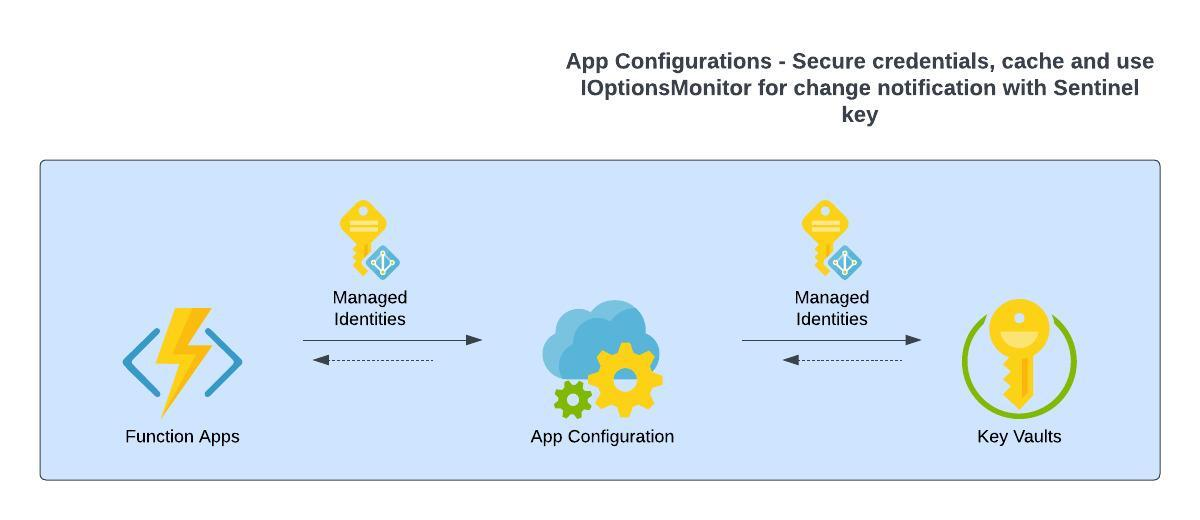 App Configurations - Secure credentials, cache and use
IOptionsMonitor for change notification with Sentinel
key
Managed
Identities
Managed
Identities
Function Apps
App Configuration
Key Vaults